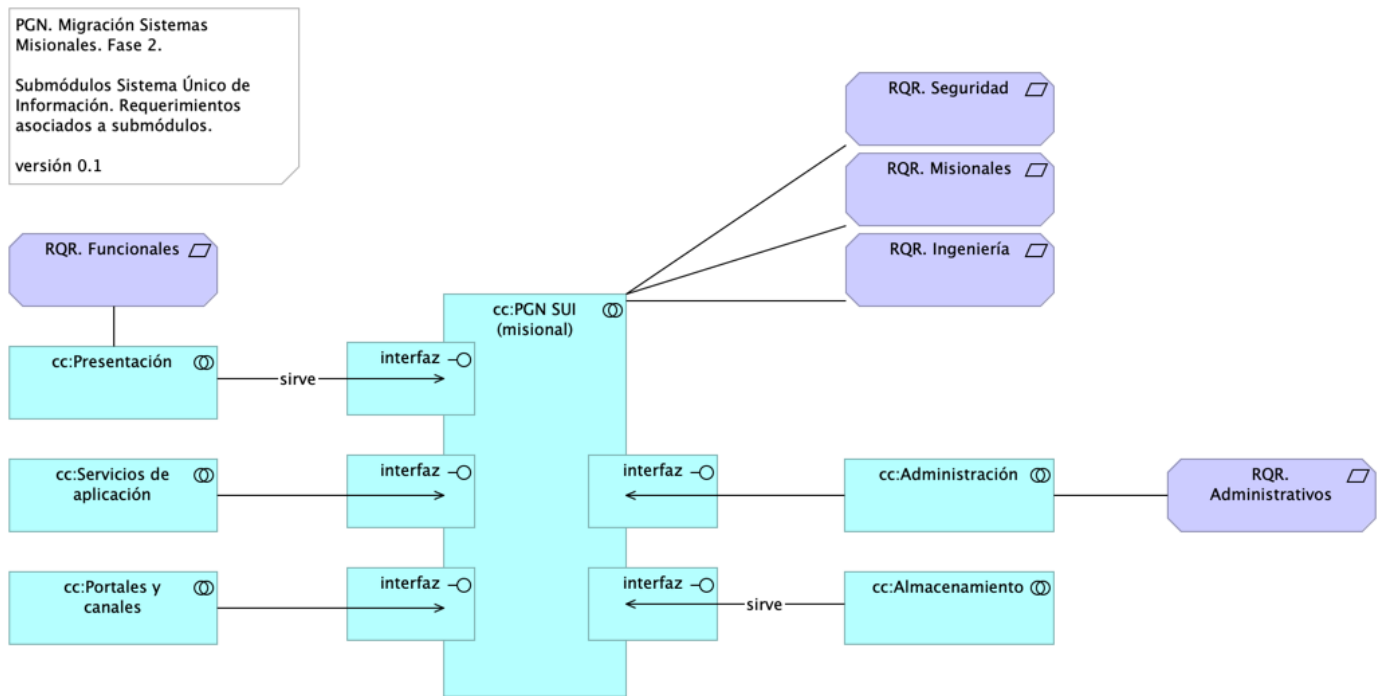 PGN. Migración Sistemas
Misionales. Fase 2.
Submódulos Sistema Único de
Información. Requerimientos
asociados a submódulos.
versión 0.1
RQR. Seguridad
RQR. Misionales
RQR. Ingeniería
RQR. Funcionales
cc:PGN SUI
(misional)
cc:Presentación
sirve
interfaz
cc:Servicios de
aplicación
interfaz
interfaz
cc:Administración
RQR.
Administrativos
cc:Portales y
canales
interfaz
interfaz
sirve
cc:Almacenamiento